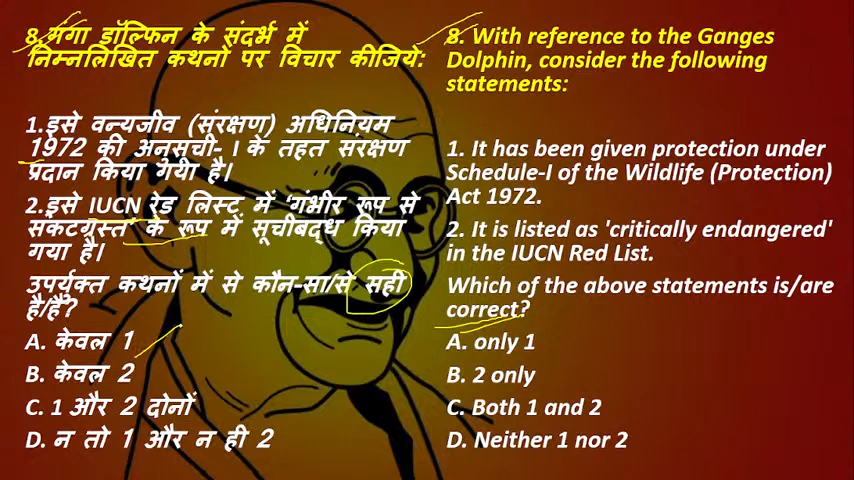 8.गंगा डॉल्फिन के संदर्भ में
निम्नलिखित कथनों पर विचार कीजिये:
1.इसे वन्यजीव (संरक्षण) अधिनियम
1972 की अनुसूची- I के तहत संरक्षण
प्रदान किया गया है।
2.इसे IUCN रेड लिस्ट में ‘गंभीर रूप से
संकटग्रस्त’ के रूप में सूचीबद्ध किया
गया है।
उपर्युक्त कथनों में से कौन-सा/से सही
है/हैं?
A. केवल 1
B. केवल 2
C. 1 और 2 दोनों
D. न तो 1 और न ही 2
8. With reference to the Ganges
Dolphin, consider the following
statements:
1. It has been given protection under
Schedule-I of the Wildlife (Protection)
Act 1972.
2. It is listed as 'critically endangered'
in the IUCN Red List.
Which of the above statements is/are
correct?
A. only 1
B. 2 only
C. Both 1 and 2
D. Neither 1 nor 2